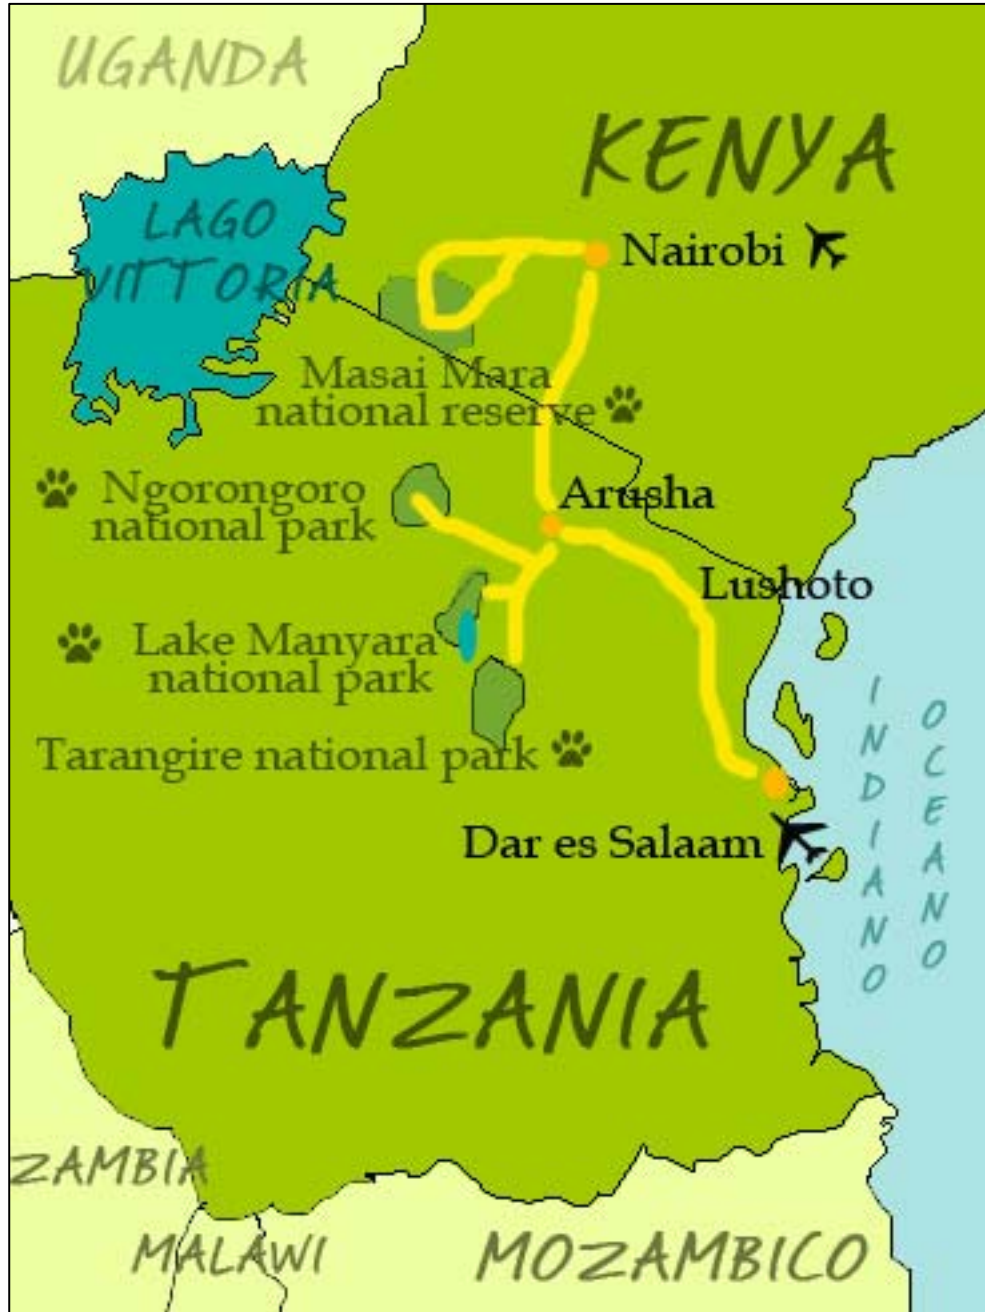 UGANDA
KENYA
LAGO
VITTORIA
Nairobi
Masai Mara
national reserve
Ngorongoro
national park
Arusha
Lushoto
Lake Manyara
national park
Tarangire national park
Dar es Salaam
INDIANO
OCEANO
TANZANIA
ZAMBIA
MALAWI
MOZAMBICO